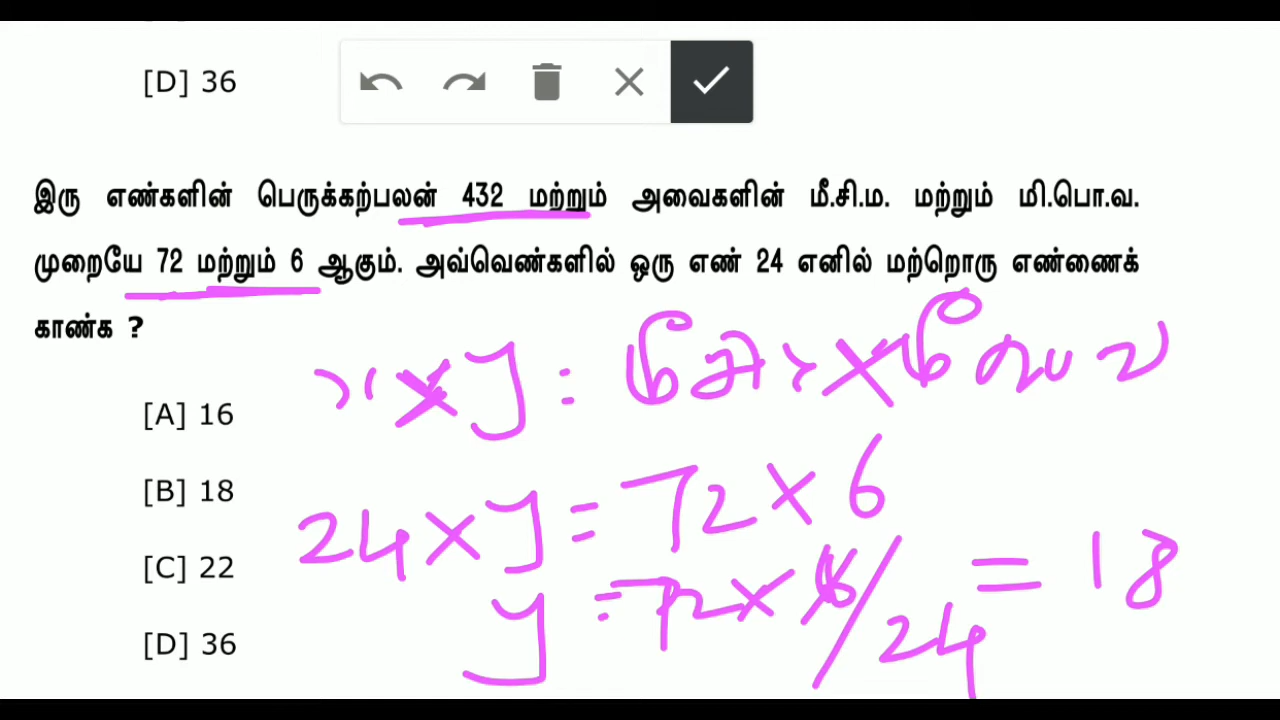 [D] 36
இரு எண்களின் பெருக்கற்பலன் 432 மற்றும் அவைகளின் மீ.சி.ம. மற்றும் மி.பொ.வ.
முறையே 72 மற்றும் 6 ஆகும். அவ்வெண்களில் ஒரு எண் 24 எனில் மற்றொரு எண்ணைக்
காண்க ?
x × y = மீசிம × மீபொவ
[A] 16
[B] 18
24 × y = 72 × 6
[C] 22
y = 72 × 6 / 24 = 18
[D] 36